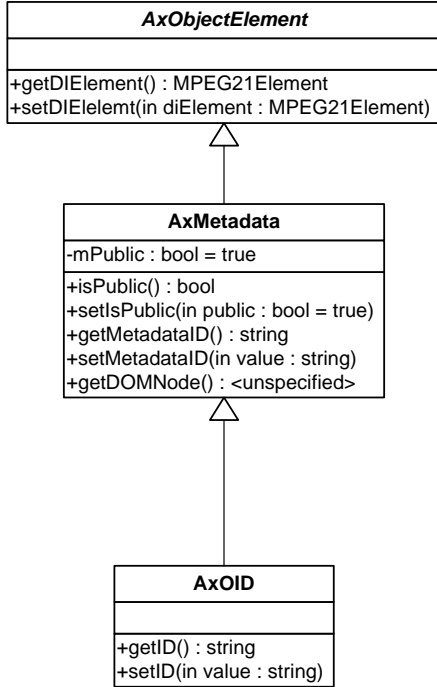 AxObjectElement
+getDIElement() : MPEG21Element
+setDIElelemt(in diElement : MPEG21Element)
AxMetadata
-mPublic : bool = true
+isPublic() : bool
+setIsPublic(in public : bool = true)
+getMetadataID() : string
+setMetadataID(in value : string)
+getDOMNode() : <unspecified>
AxOID
+getID() : string
+setID(in value : string)